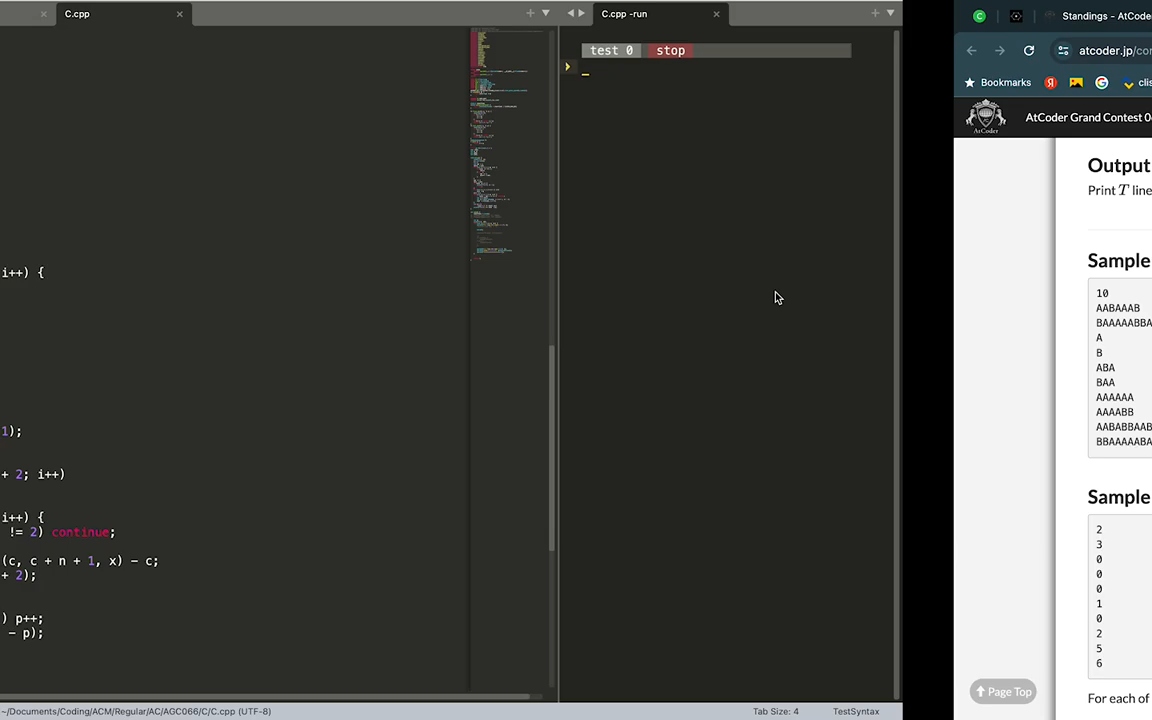 C.cpp
C.cpp -run
Standings - AtCode
test 0 stop
atcoder.jp/co
Bookmarks
clis
AtCoder Grand Contest 0
AtCoder
Output
Print T line
Sample
10
AABAAAB
BAAAAABBA
A
B
ABA
BAA
AAAAAA
AAAABB
AABABBAAB
BBAAAAABA
Sample
2
3
0
0
0
1
0
2
5
6
For each of
Page Top
i++) {
1);
+ 2; i++)
i++) {
!= 2) continue;
(c, c + n + 1, x) - c;
+ 2);
) p++;
- p);
~/Documents/Coding/ACM/Regular/AC/AGC066/C/C.cpp (UTF-8)
Tab Size: 4
TestSyntax